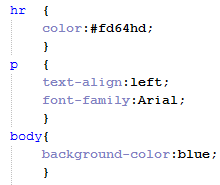 hr  {
    color:#fd64hd;
    }
p   {
    text-align:left;
    font-family:Arial;
    }
body{
    background-color:blue;
    }